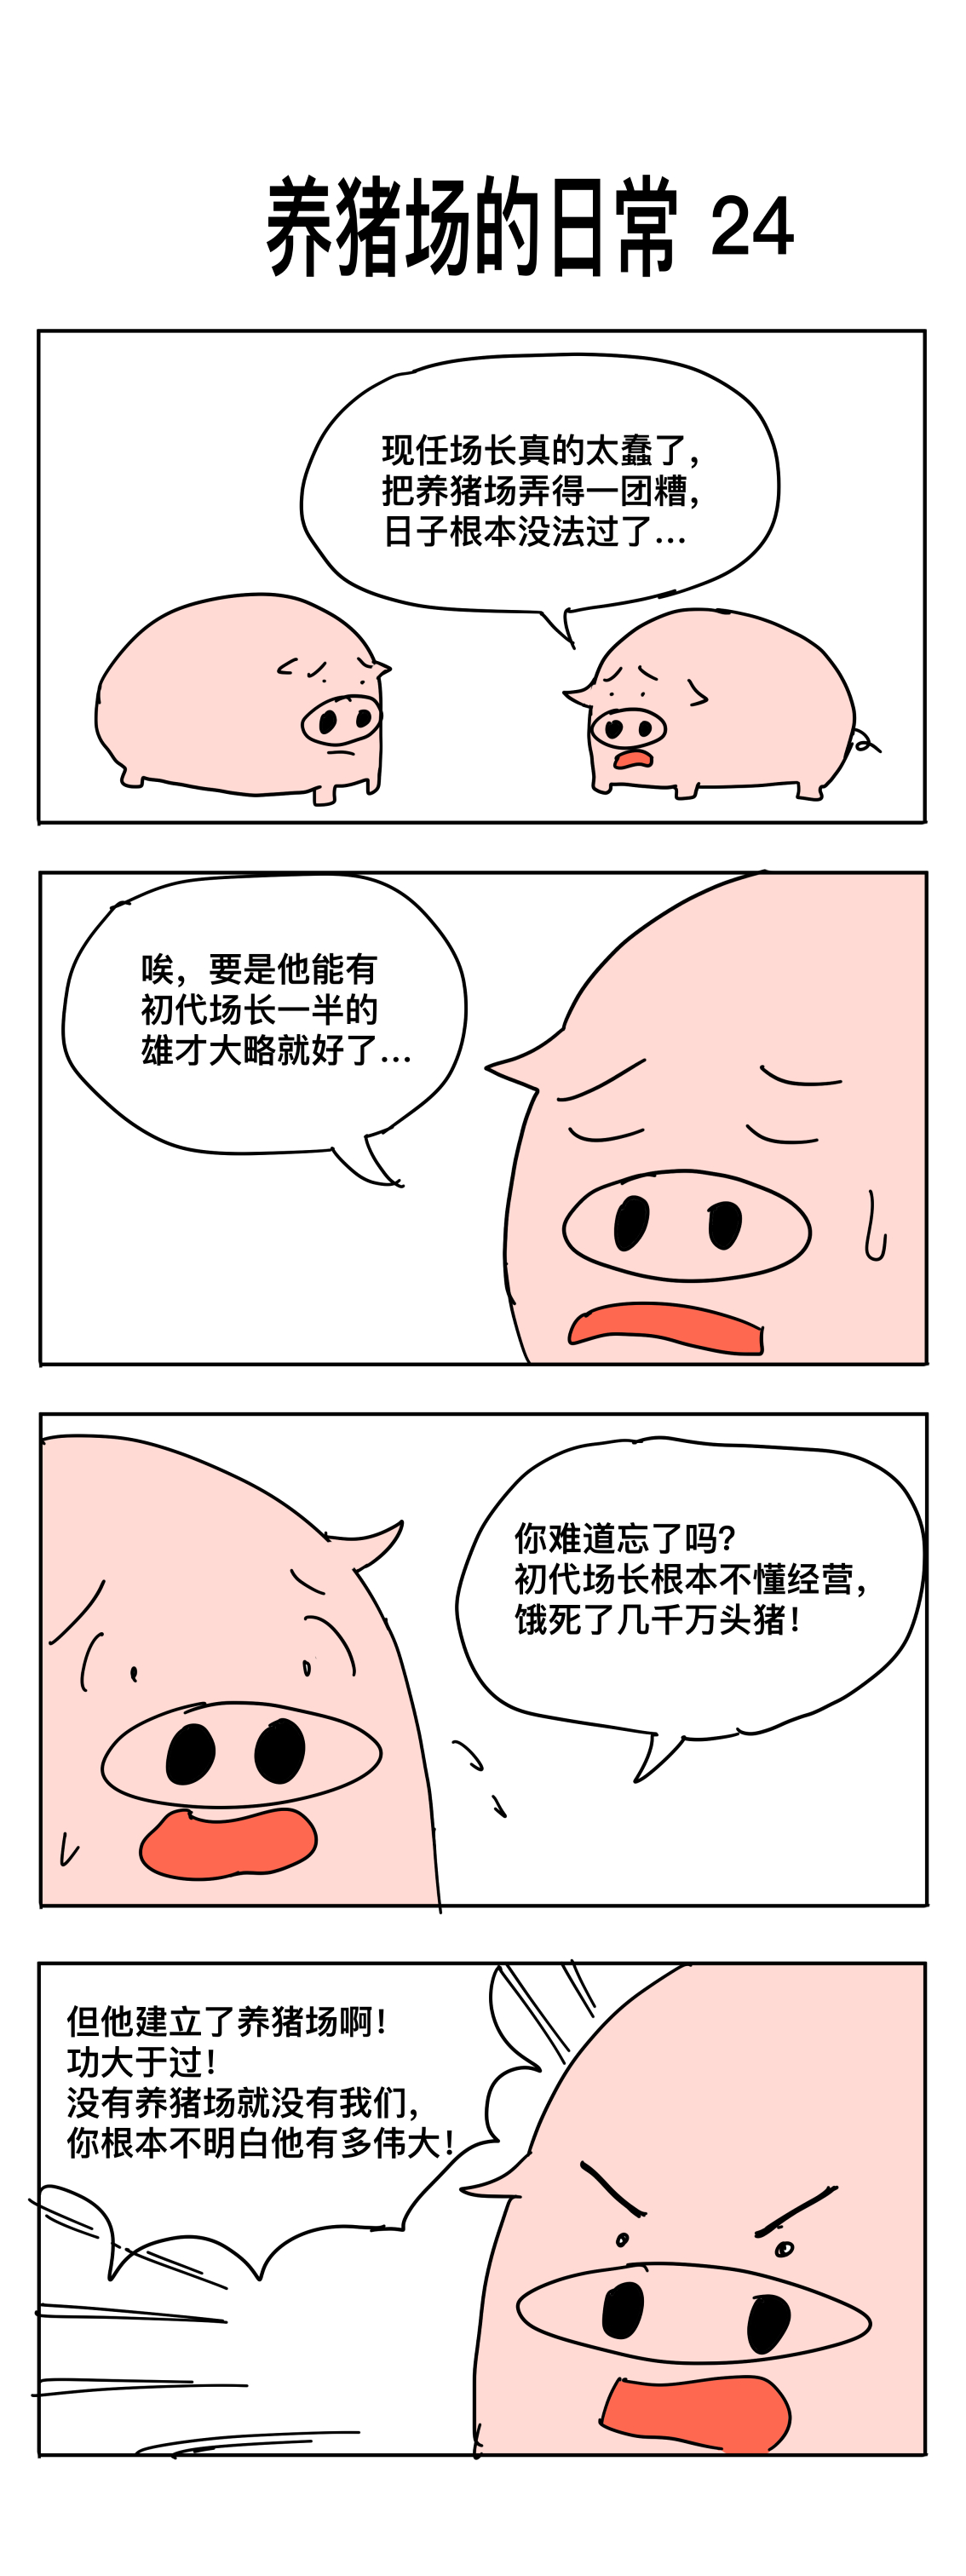 养猪场的日常 24
现任场长真的太蠢了，
把养猪场弄得一团糟，
日子根本没法过了...
唉，要是他能有
初代场长一半的
雄才大略就好了...
你难道忘了吗？
初代场长根本不懂经营，
饿死了几千万头猪！
但他建立了养猪场啊！
功大于过！
没有养猪场就没有我们，
你根本不明白他有多伟大！